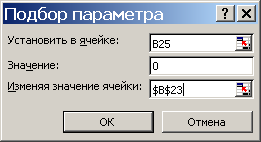 Подбор параметра ? ×
Установить в ячейке: B25
Значение: 0
Изменяя значение ячейки: $B$23
ОК Отмена